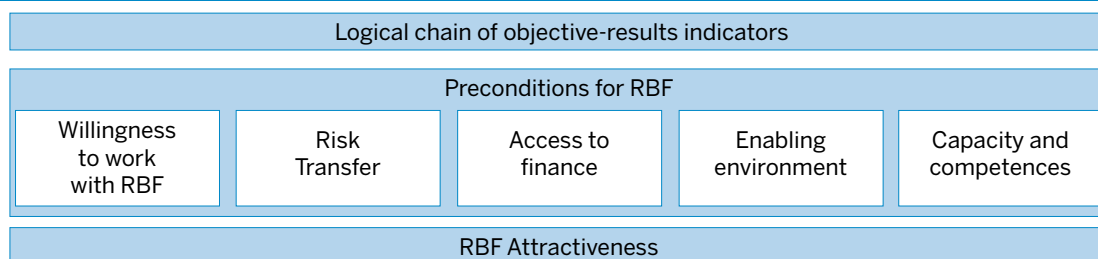 Logical chain of objective-results indicators
Preconditions for RBF
Willingness
to work
with RBF
Risk
Transfer
Access to
finance
Enabling
environment
Capacity and
competences
RBF Attractiveness